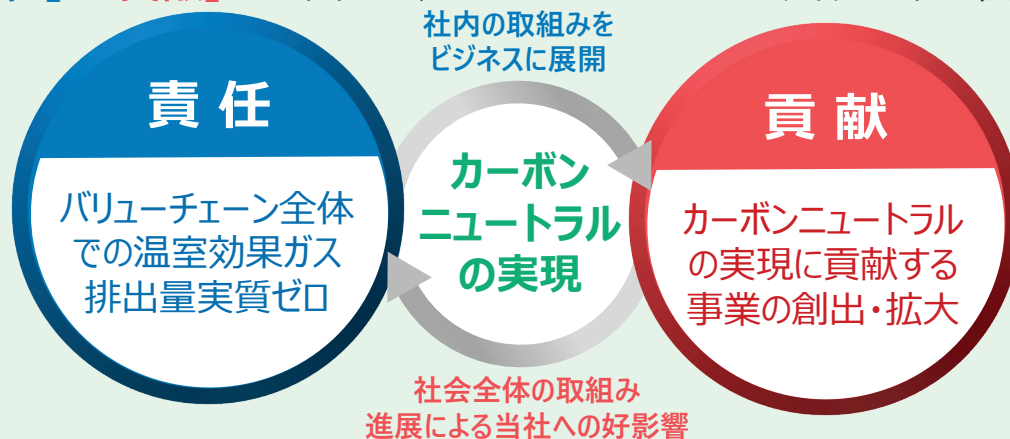 社内の取組みを
ビジネスに展開
責任
バリューチェーン全体
での温室効果ガス
排出量実質ゼロ
カーボン
ニュートラル
の実現
貢献
カーボンニュートラル
の実現に貢献する
事業の創出・拡大
社会全体の取組み
進展による当社への好影響